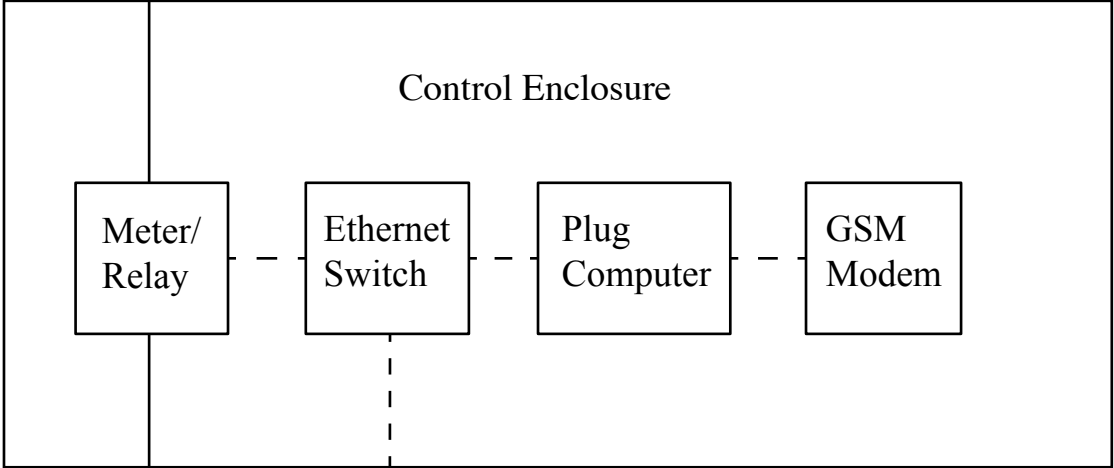 Control Enclosure
Meter/
Relay
Ethernet
Switch
Plug
Computer
GSM
Modem